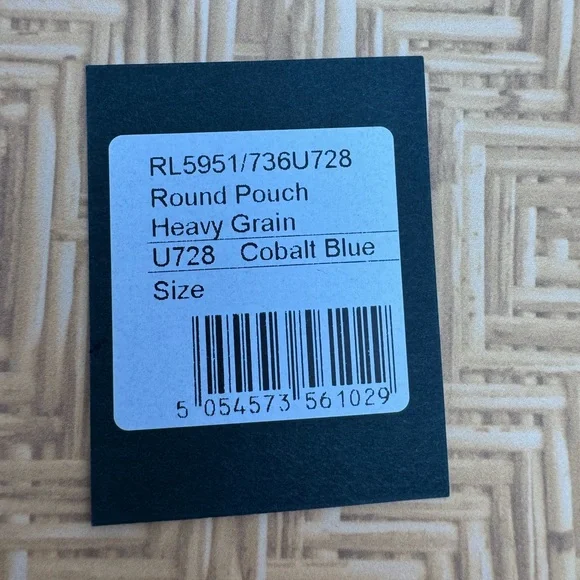 RL5951/736U728
Round Pouch
Heavy Grain
U728 Cobalt Blue
Size
5 054573 561029